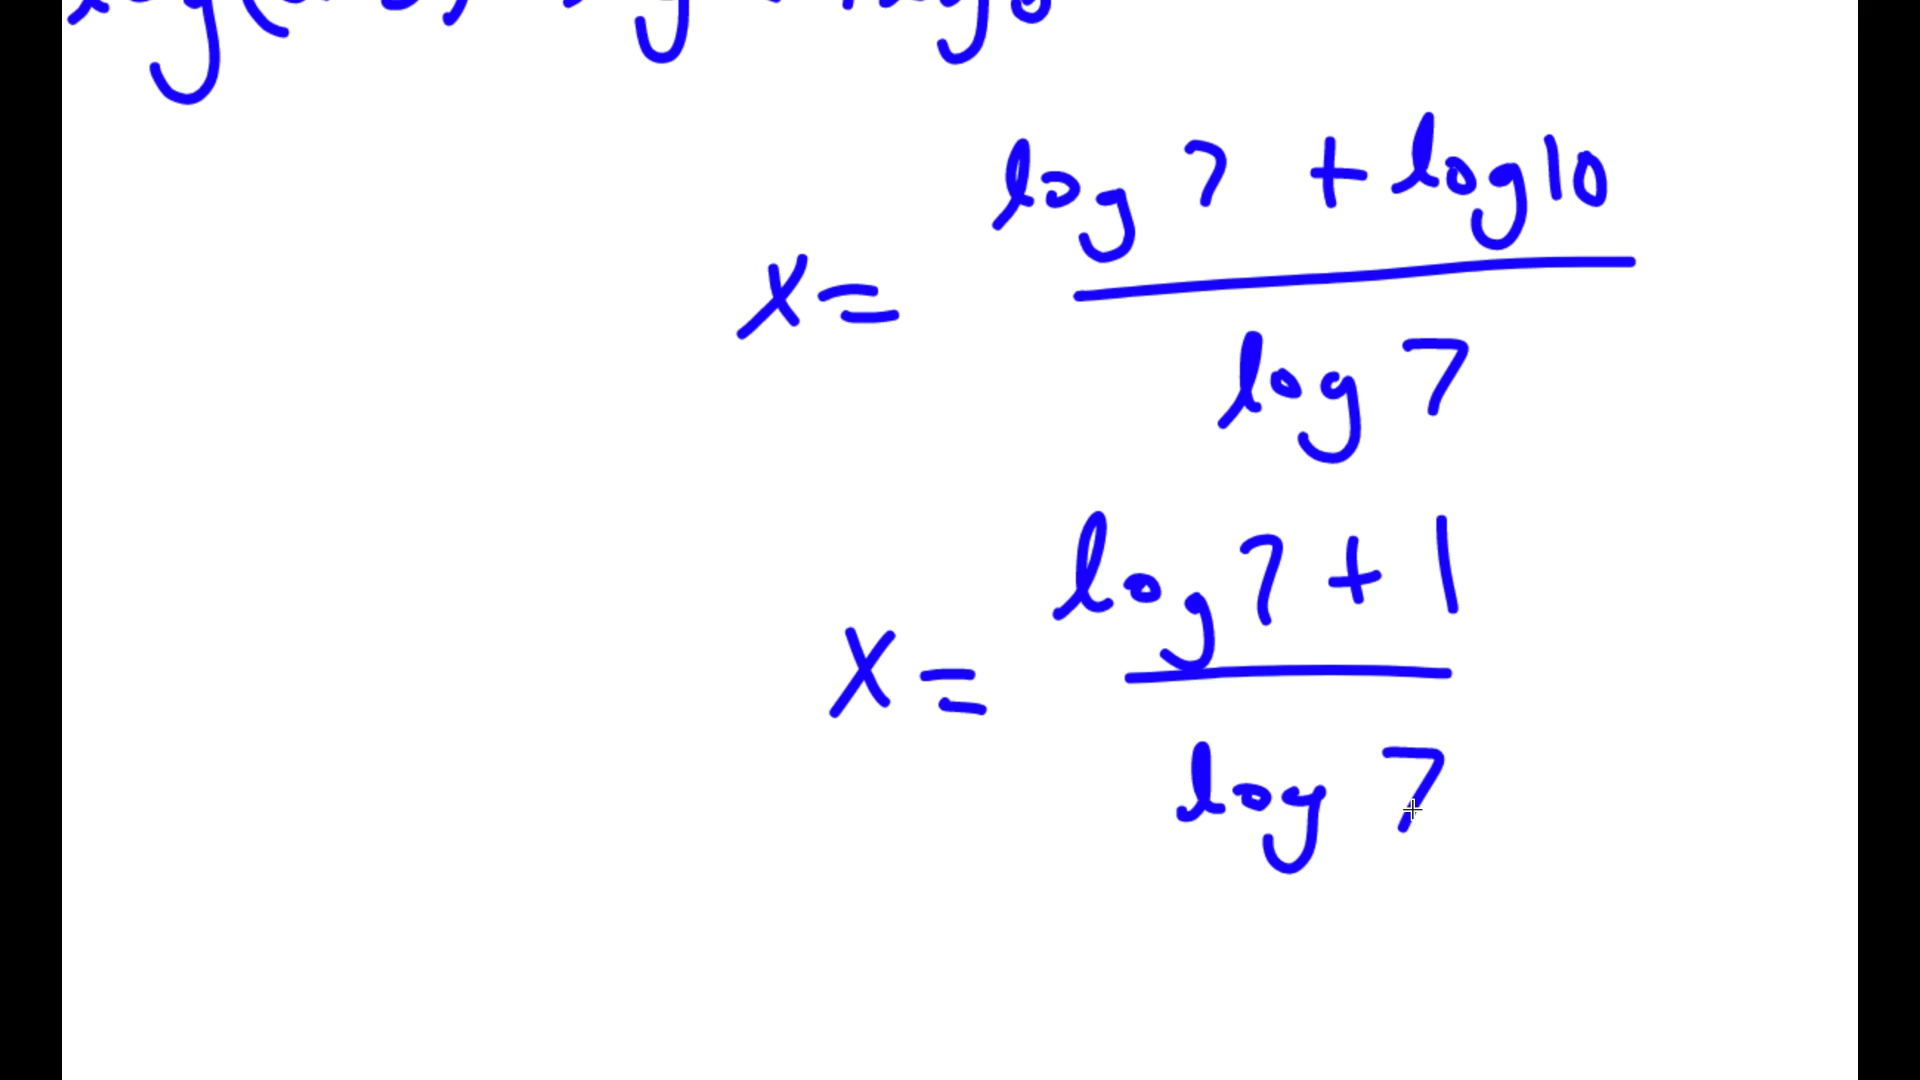 log 7 + log 10
x =
log 7
log 7 + 1
x =
log 7